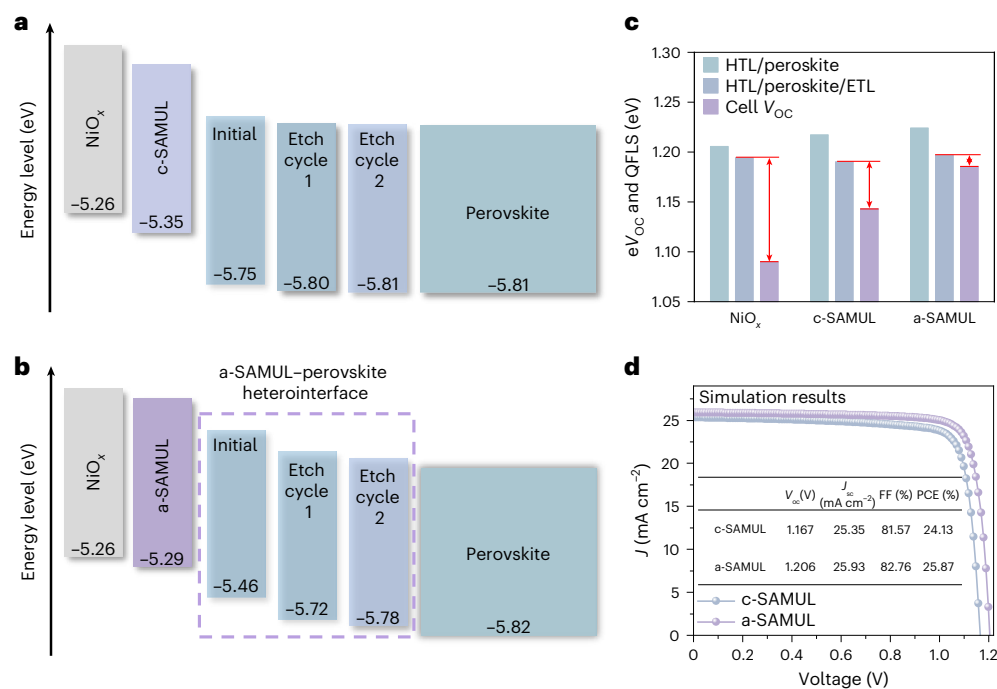 a
Energy level (eV)
NiOₓ
−5.26
c-SAMUL
−5.35
Initial
−5.75
Etch
cycle
1
−5.80
Etch
cycle
2
−5.81
Perovskite
−5.81
b
a-SAMUL–perovskite
heterointerface
Energy level (eV)
NiOₓ
−5.26
a-SAMUL
−5.29
Initial
−5.46
Etch
cycle
1
−5.72
Etch
cycle
2
−5.78
Perovskite
−5.82
c
eV_OC and QFLS (eV)
1.30
1.25
1.20
1.15
1.10
1.05
HTL/peroskite
HTL/peroskite/ETL
Cell V_OC
NiOₓ
c-SAMUL
a-SAMUL
d
Simulation results
J (mA cm⁻²)
25
20
15
10
5
0
V_oc(V) J_sc (mA cm⁻²) FF (%) PCE (%)
c-SAMUL 1.167 25.35 81.57 24.13
a-SAMUL 1.206 25.93 82.76 25.87
c-SAMUL
a-SAMUL
0 0.2 0.4 0.6 0.8 1.0 1.2
Voltage (V)